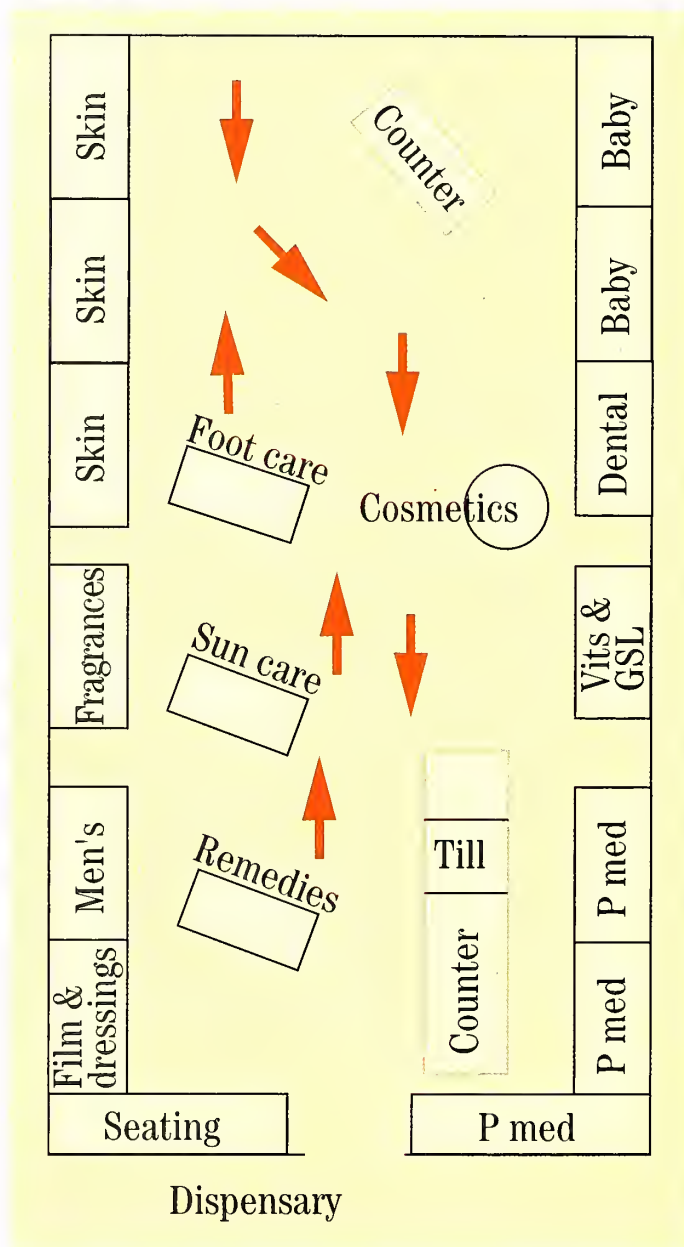 Skin
Counter
Baby
Skin
Baby
Skin
Foot care
Dental
Cosmetics
Fragrances
Sun care
Vits &
GSL
Men's
Remedies
Till
P med
Film &
dressings
Counter
P med
Seating
P med
Dispensary